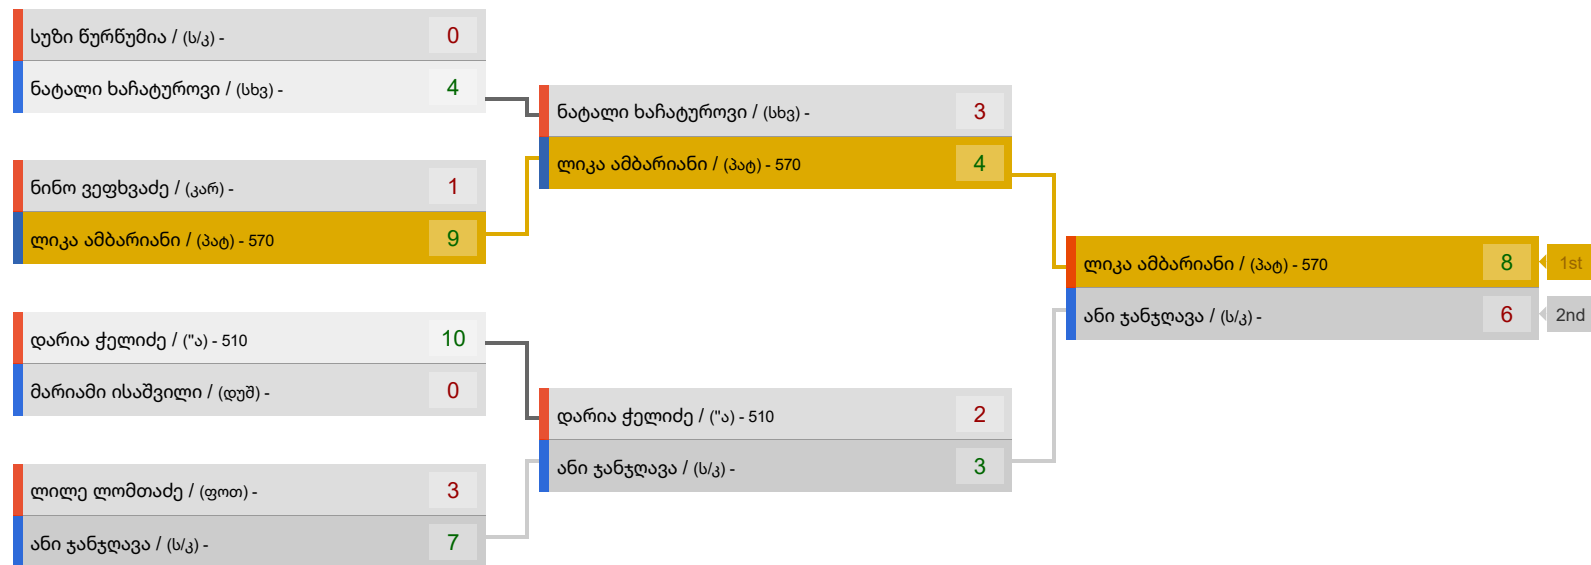 სუზი წურწუმია / (ს/კ) - 0
ნატალი ხაჩატუროვი / (სხვ) - 4
ნინო ვეფხვაძე / (კარ) - 1
ლიკა ამბარიანი / (პატ) - 570 9
დარია ჭელიძე / ("ა) - 510 10
მარიამი ისაშვილი / (დუშ) - 0
ლილე ლომთაძე / (ფოთ) - 3
ანი ჯანჯღავა / (ს/კ) - 7
ნატალი ხაჩატუროვი / (სხვ) - 3
ლიკა ამბარიანი / (პატ) - 570 4
დარია ჭელიძე / ("ა) - 510 2
ანი ჯანჯღავა / (ს/კ) - 3
ლიკა ამბარიანი / (პატ) - 570 8 1st
ანი ჯანჯღავა / (ს/კ) - 6 2nd